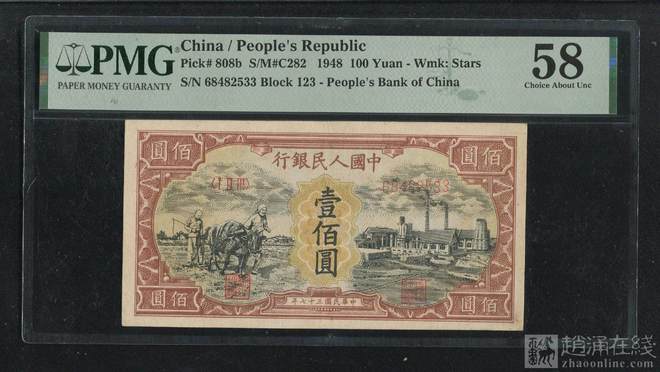 PMG
PAPER MONEY GUARANTY
China / People's Republic
Pick# 808b S/M#C282 1948 100 Yuan - Wmk: Stars
S/N 68482533 Block 123 - People's Bank of China
58
Choice About Unc
圓佰
行銀民人國中
佰圓
68482533
壹佰圓
圓佰
年七十三國民華中
佰圓
趙涌在綫
zhaoonline.com